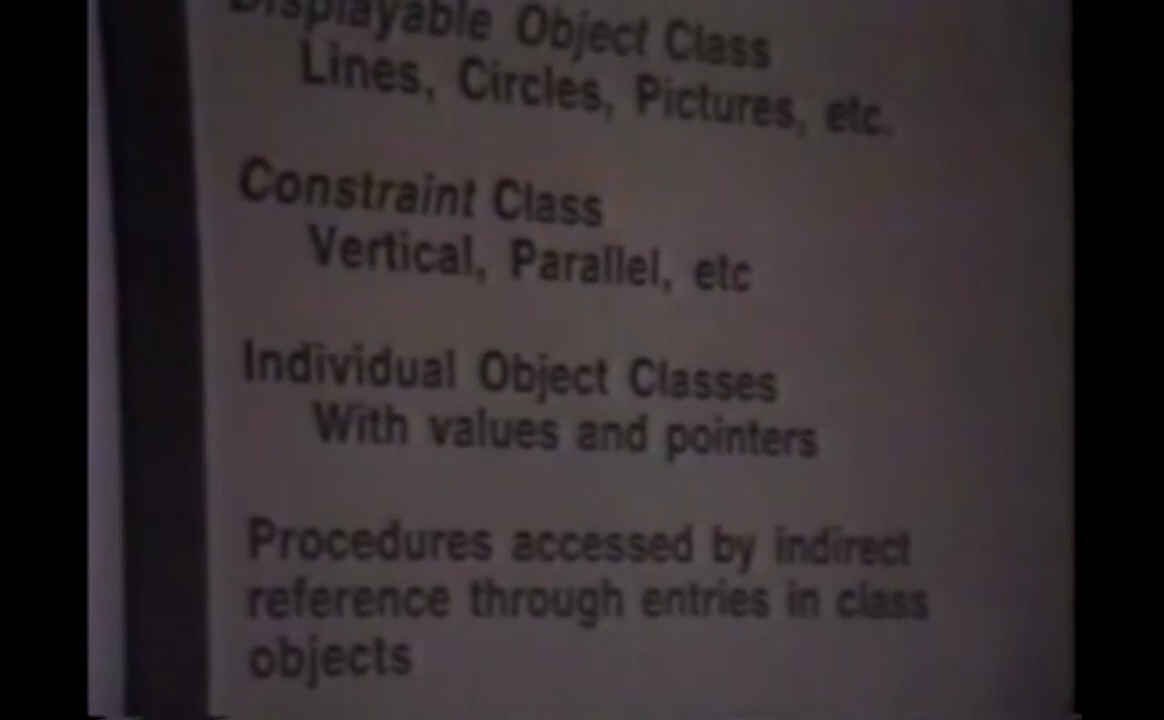 Displayable Object Class
Lines, Circles, Pictures, etc.
Constraint Class
Vertical, Parallel, etc
Individual Object Classes
With values and pointers
Procedures accessed by indirect
reference through entries in class
objects